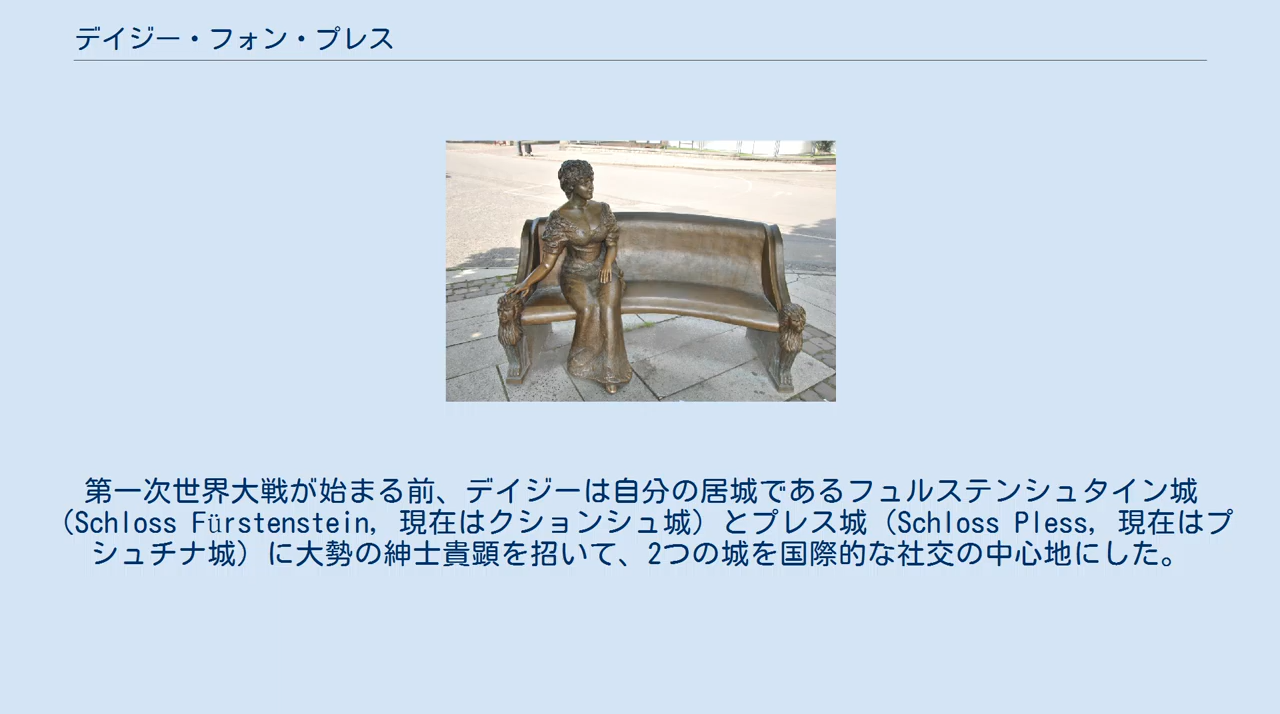 デイジー・フォン・プレス
第一次世界大戦が始まる前、デイジーは自分の居城であるフュルステンシュタイン城
（Schloss Fürstenstein, 現在はクションシュ城）とプレス城（Schloss Pless, 現在はプ
シュチナ城）に大勢の紳士貴顕を招いて、2つの城を国際的な社交の中心地にした。